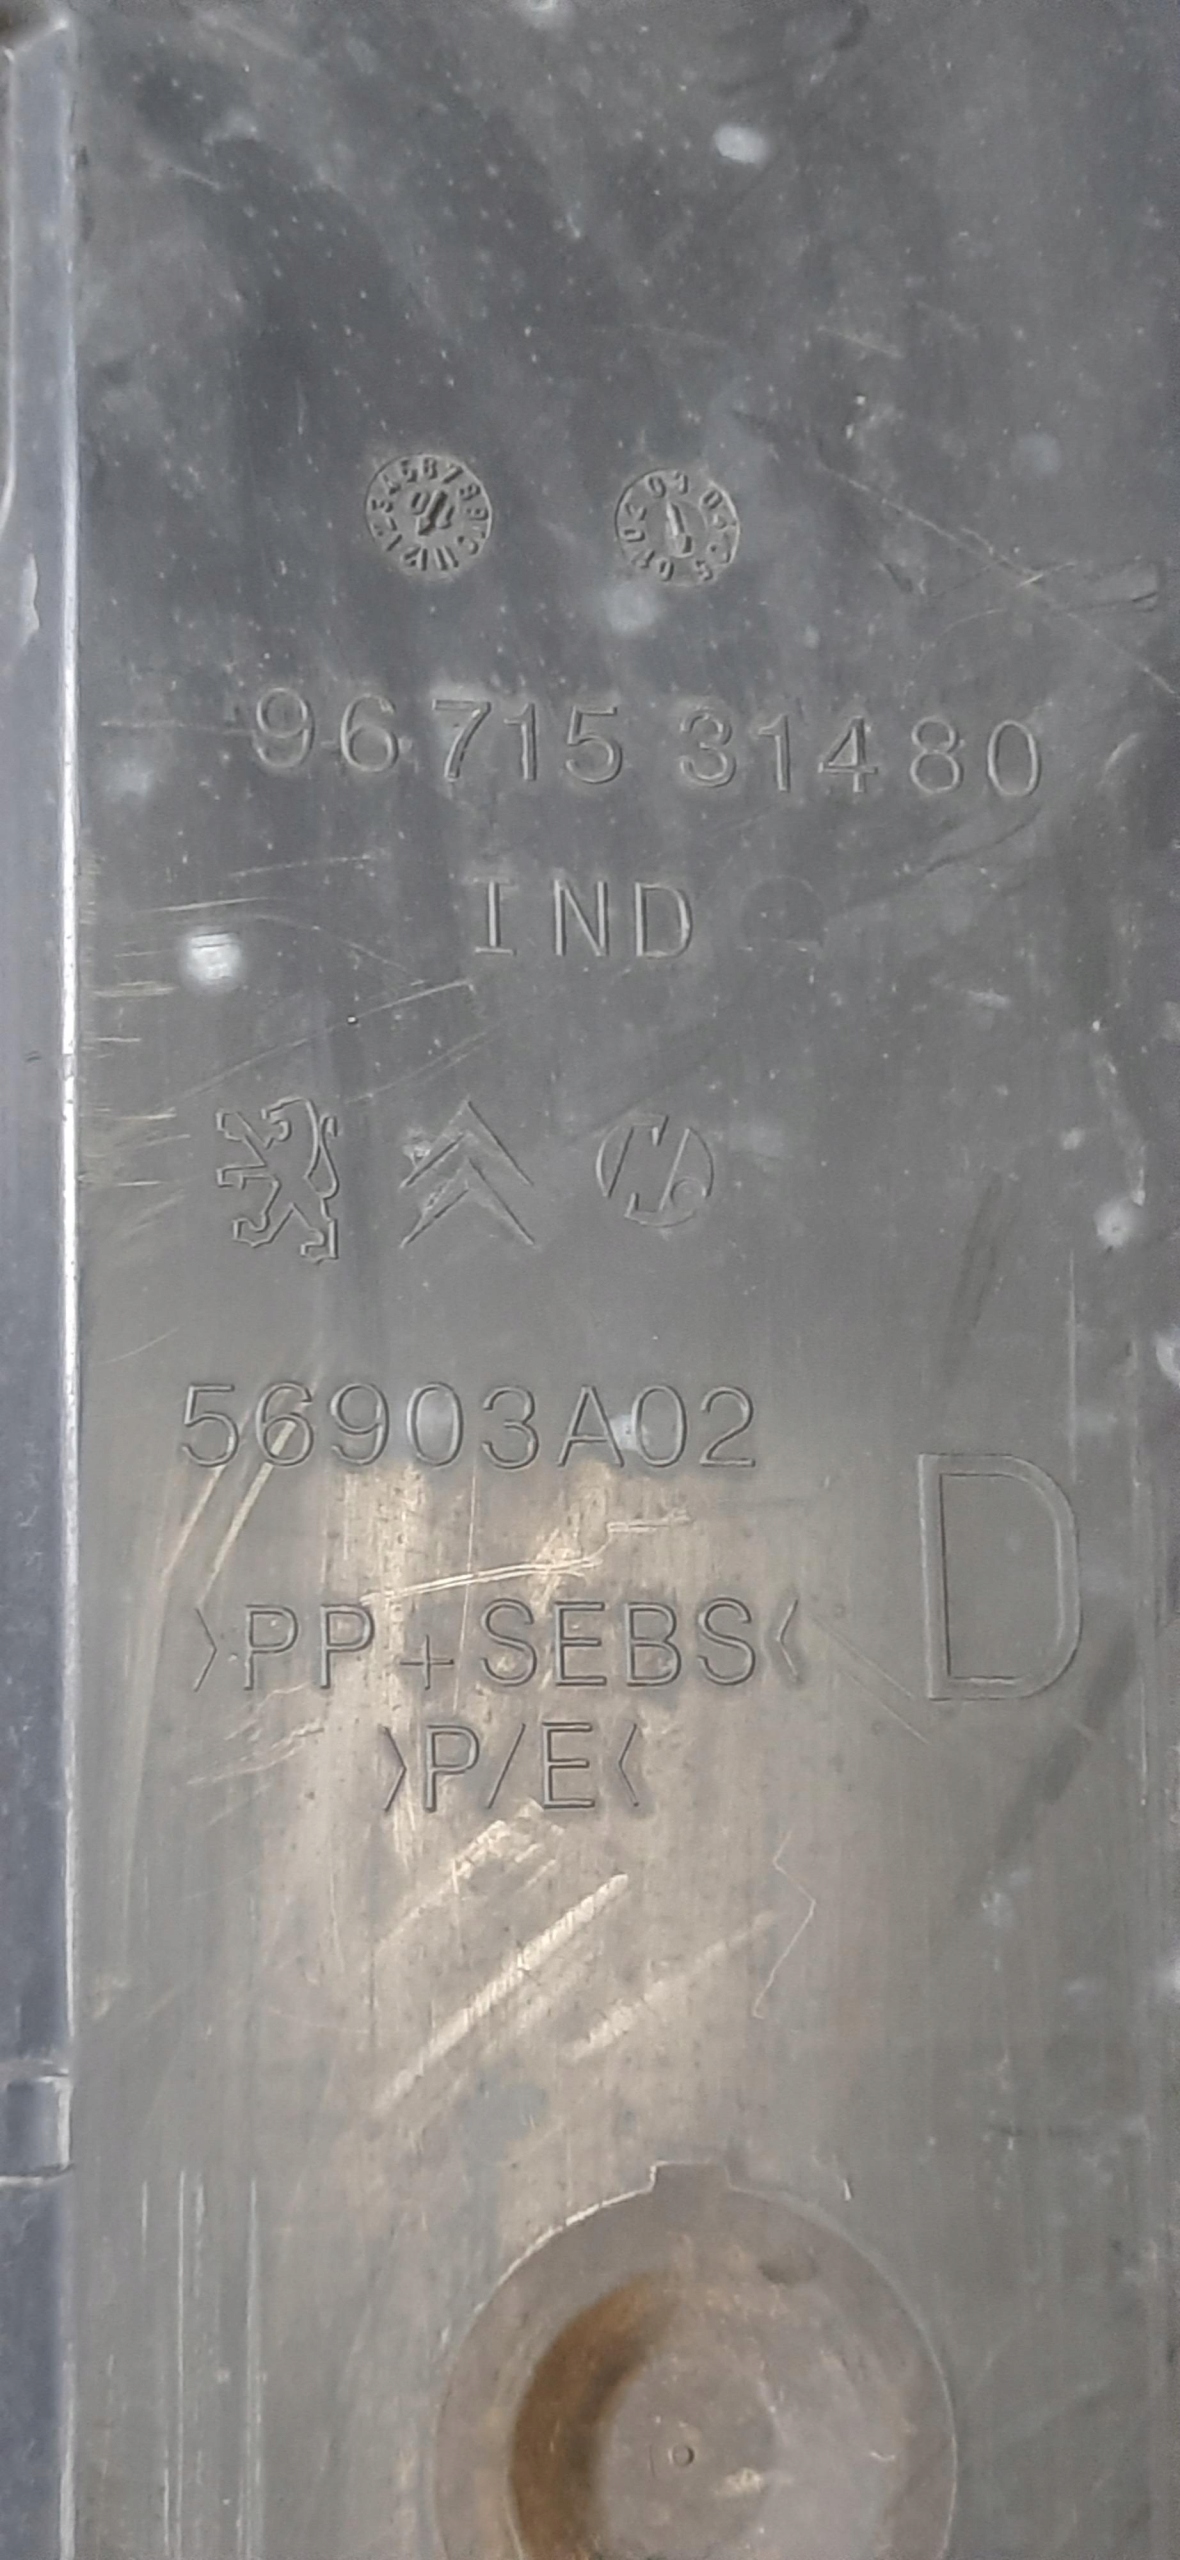 96 715 31480
IND
56903A02
>PP+SEBS<
>P/E<
D